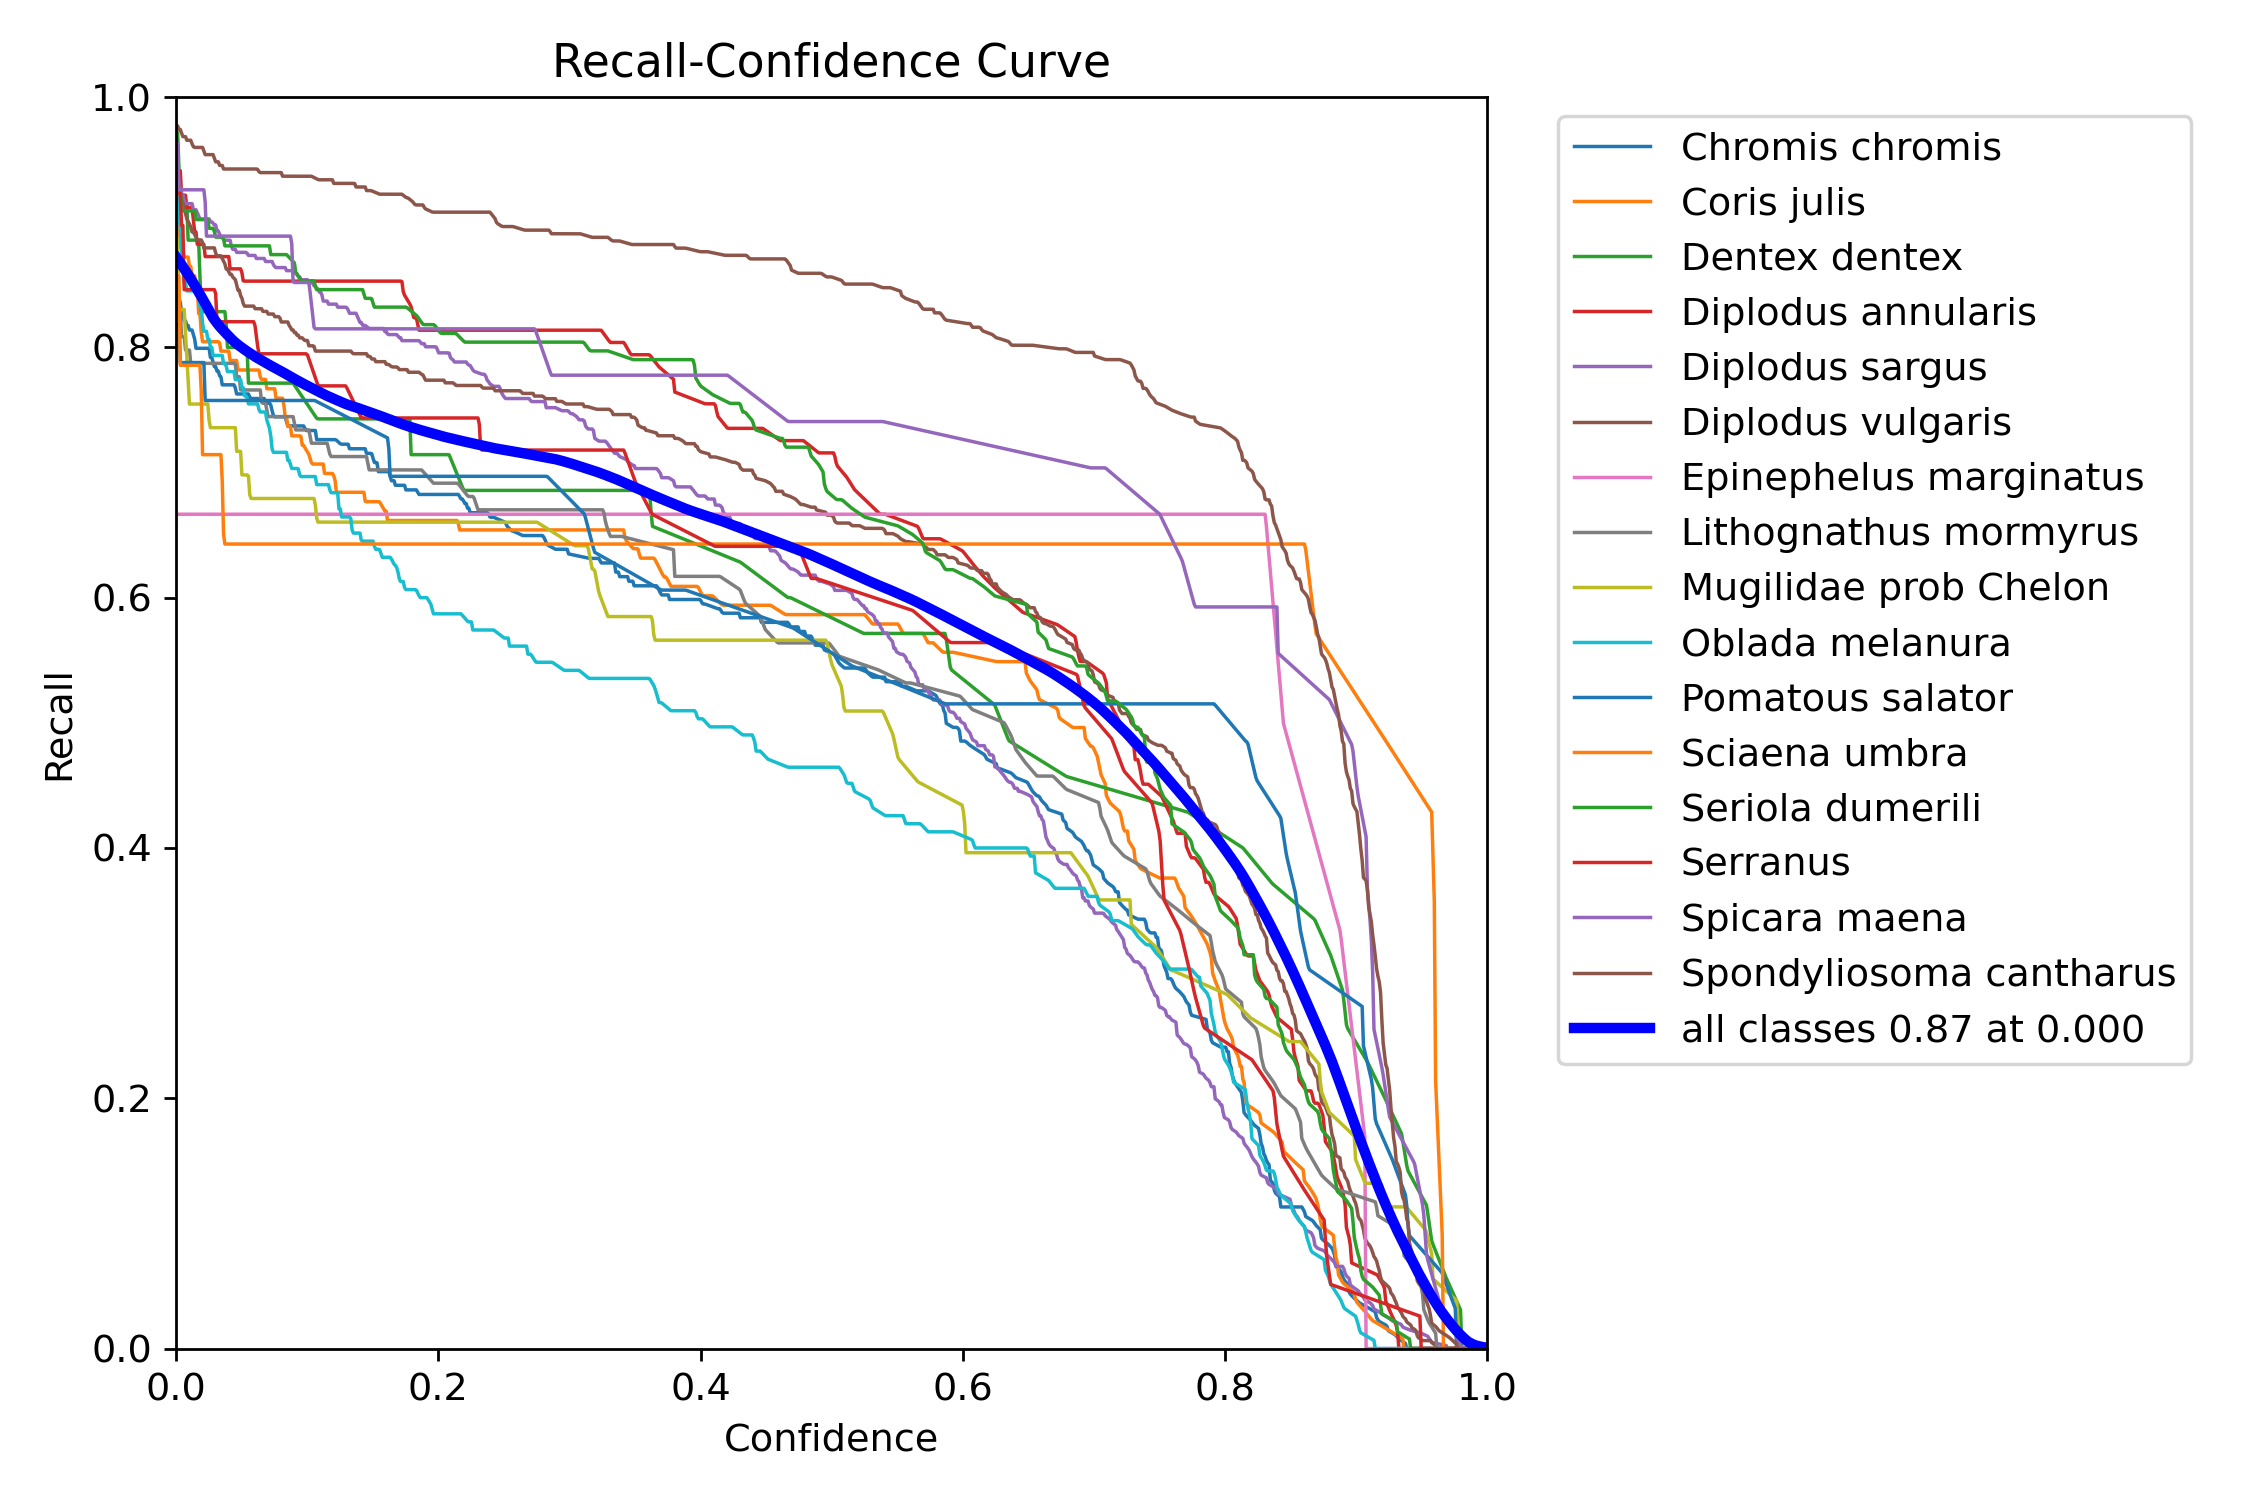 Recall-Confidence Curve
1.0
0.8
0.6
0.4
0.2
0.0
Recall
0.0 0.2 0.4 0.6 0.8 1.0
Confidence
Chromis chromis
Coris julis
Dentex dentex
Diplodus annularis
Diplodus sargus
Diplodus vulgaris
Epinephelus marginatus
Lithognathus mormyrus
Mugilidae prob Chelon
Oblada melanura
Pomatous salator
Sciaena umbra
Seriola dumerili
Serranus
Spicara maena
Spondyliosoma cantharus
all classes 0.87 at 0.000